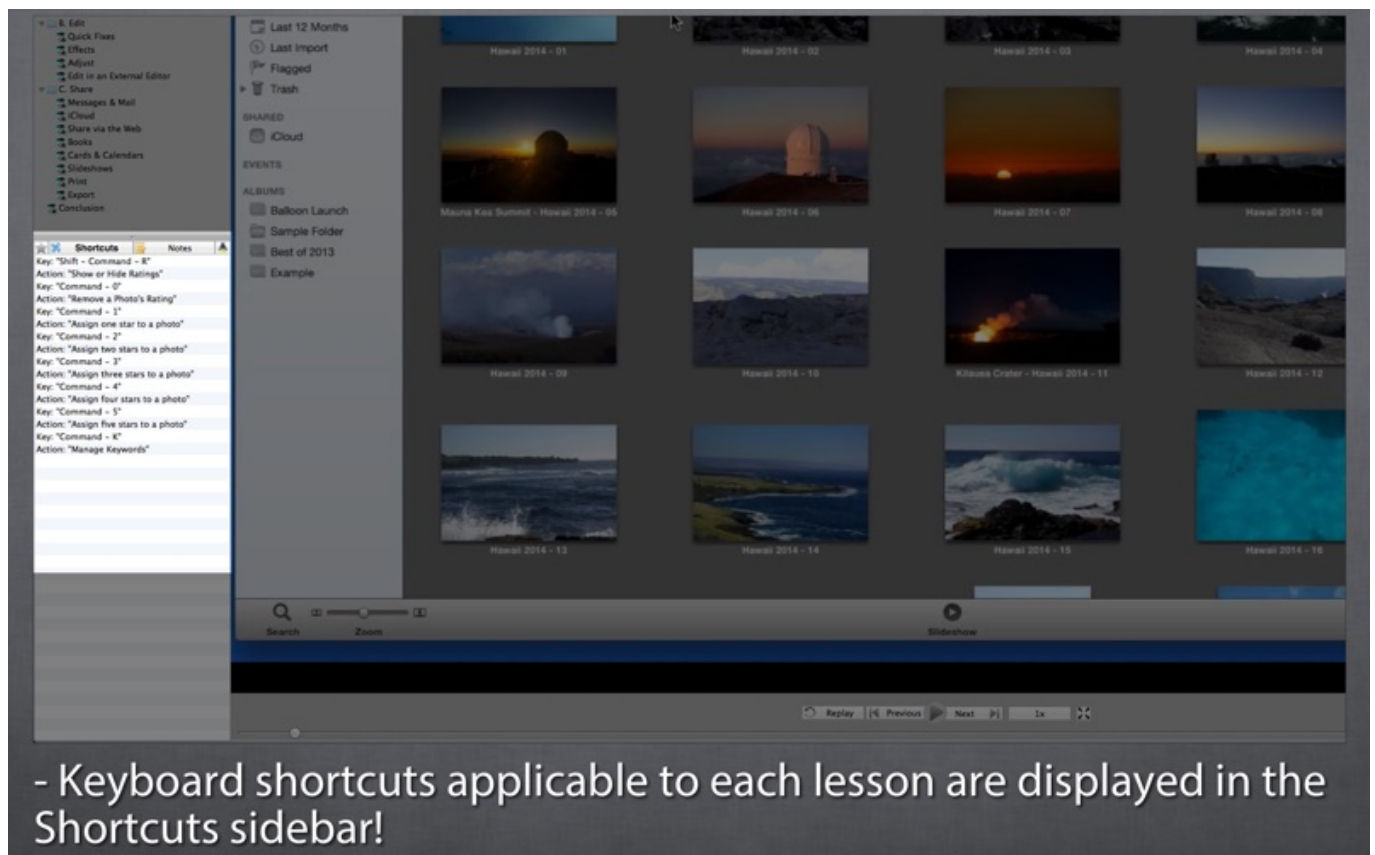 B. Edit
Quick Fixes
Effects
Adjust
Edit in an External Editor
C. Share
Messages & Mail
iCloud
Share via the Web
Books
Cards & Calendars
Slideshows
Print
Export
Conclusion
Shortcuts Notes
Key: "Shift - Command - R"
Action: "Show or Hide Ratings"
Key: "Command - 0"
Action: "Remove a Photo's Rating"
Key: "Command - 1"
Action: "Assign one star to a photo"
Key: "Command - 2"
Action: "Assign two stars to a photo"
Key: "Command - 3"
Action: "Assign three stars to a photo"
Key: "Command - 4"
Action: "Assign four stars to a photo"
Key: "Command - 5"
Action: "Assign five stars to a photo"
Key: "Command - K"
Action: "Manage Keywords"
Last 12 Months
Last Import
Flagged
Trash
SHARED
iCloud
EVENTS
ALBUMS
Balloon Launch
Sample Folder
Best of 2013
Example
Hawaii 2014 - 01
Hawaii 2014 - 02
Hawaii 2014 - 03
Hawaii 2014 - 04
Mauna Kea Summit - Hawaii 2014 - 05
Hawaii 2014 - 06
Hawaii 2014 - 07
Hawaii 2014 - 08
Hawaii 2014 - 09
Hawaii 2014 - 10
Kilauea Crater - Hawaii 2014 - 11
Hawaii 2014 - 12
Hawaii 2014 - 13
Hawaii 2014 - 14
Hawaii 2014 - 15
Hawaii 2014 - 16
Search Zoom Slideshow
Replay Previous Next 1x
- Keyboard shortcuts applicable to each lesson are displayed in the
Shortcuts sidebar!